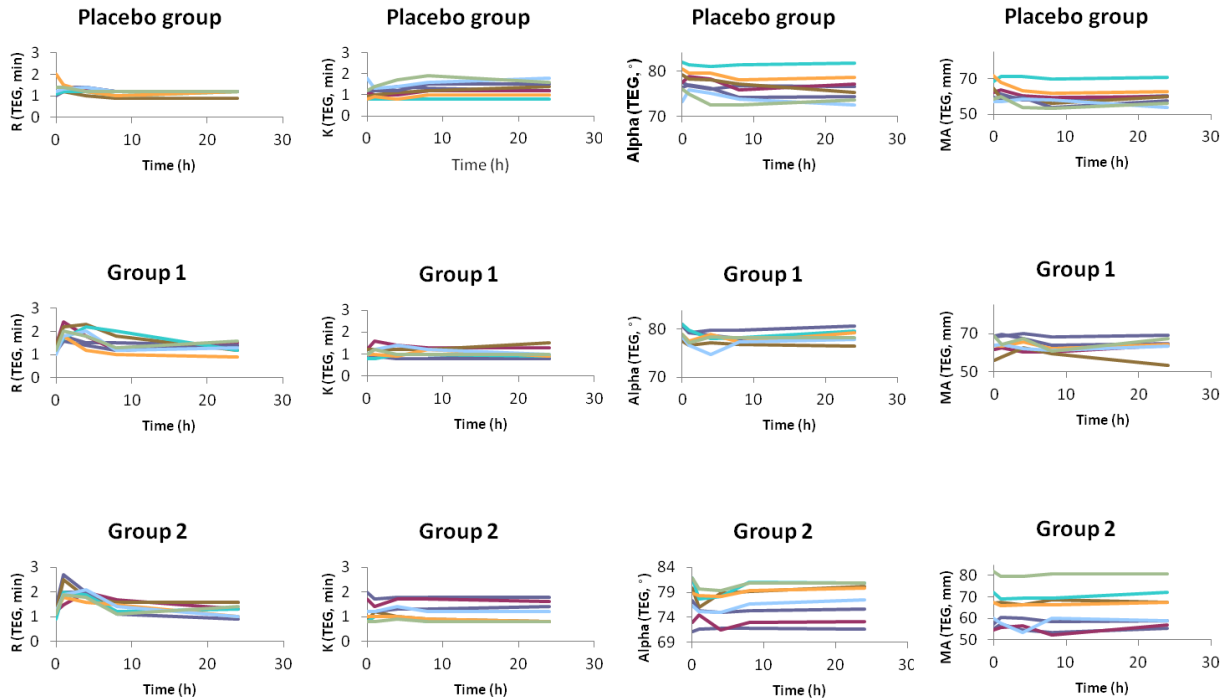 Placebo group
Placebo group
Placebo group
Placebo group
R (TEG, min)
3
2
1
0
0 10 20 30
Time (h)
K (TEG, min)
3
2
1
0
0 10 20 30
Time (h)
Alpha (TEG, °)
80
70
0 10 20 30
Time (h)
MA (TEG, mm)
70
50
0 10 20 30
Time (h)
Group 1
Group 1
Group 1
Group 1
R (TEG, min)
3
2
1
0
0 10 20 30
Time (h)
K (TEG, min)
3
2
1
0
0 10 20 30
Time (h)
Alpha (TEG, °)
80
70
0 10 20 30
Time (h)
MA (TEG, mm)
70
50
0 10 20 30
Time (h)
Group 2
Group 2
Group 2
Group 2
R (TEG, min)
3
2
1
0
0 10 20 30
Time (h)
K (TEG, min)
3
2
1
0
0 10 20 30
Time (h)
Alpha (TEG, °)
84
79
74
69
0 10 20 30
Time (h)
MA (TEG, mm)
80
70
60
50
0 10 20 30
Time (h)